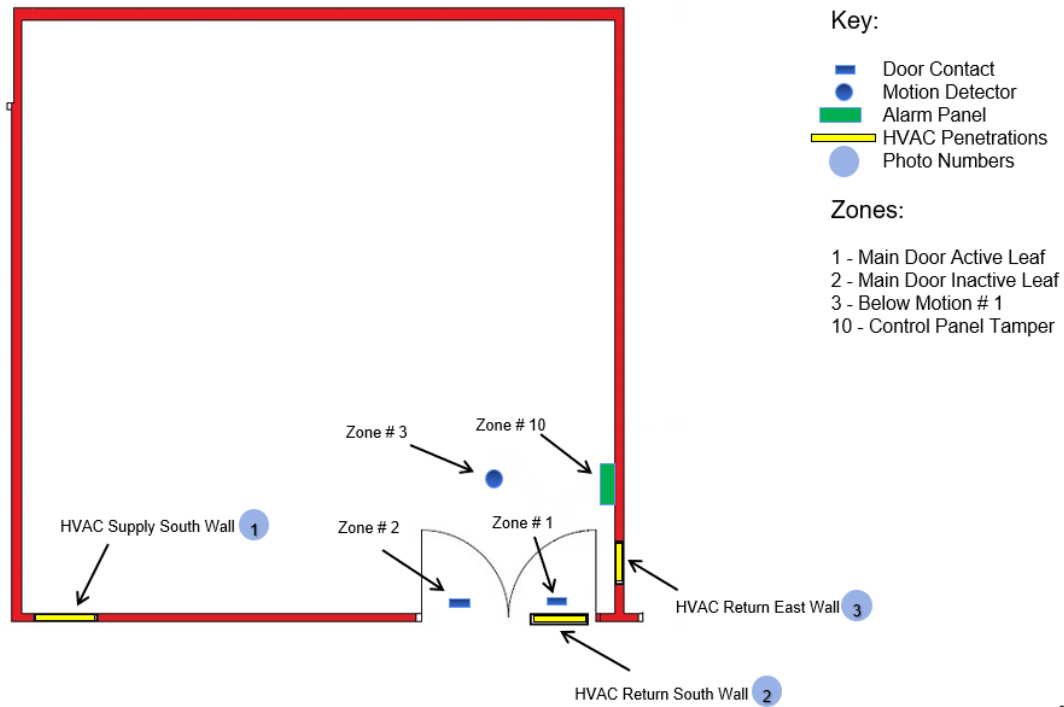 Key:
Door Contact
Motion Detector
Alarm Panel
HVAC Penetrations
Photo Numbers
Zones:
1 - Main Door Active Leaf
2 - Main Door Inactive Leaf
3 - Below Motion # 1
10 - Control Panel Tamper
Zone # 3
Zone # 10
HVAC Supply South Wall 1
Zone # 2
Zone # 1
HVAC Return East Wall 3
HVAC Return South Wall 2